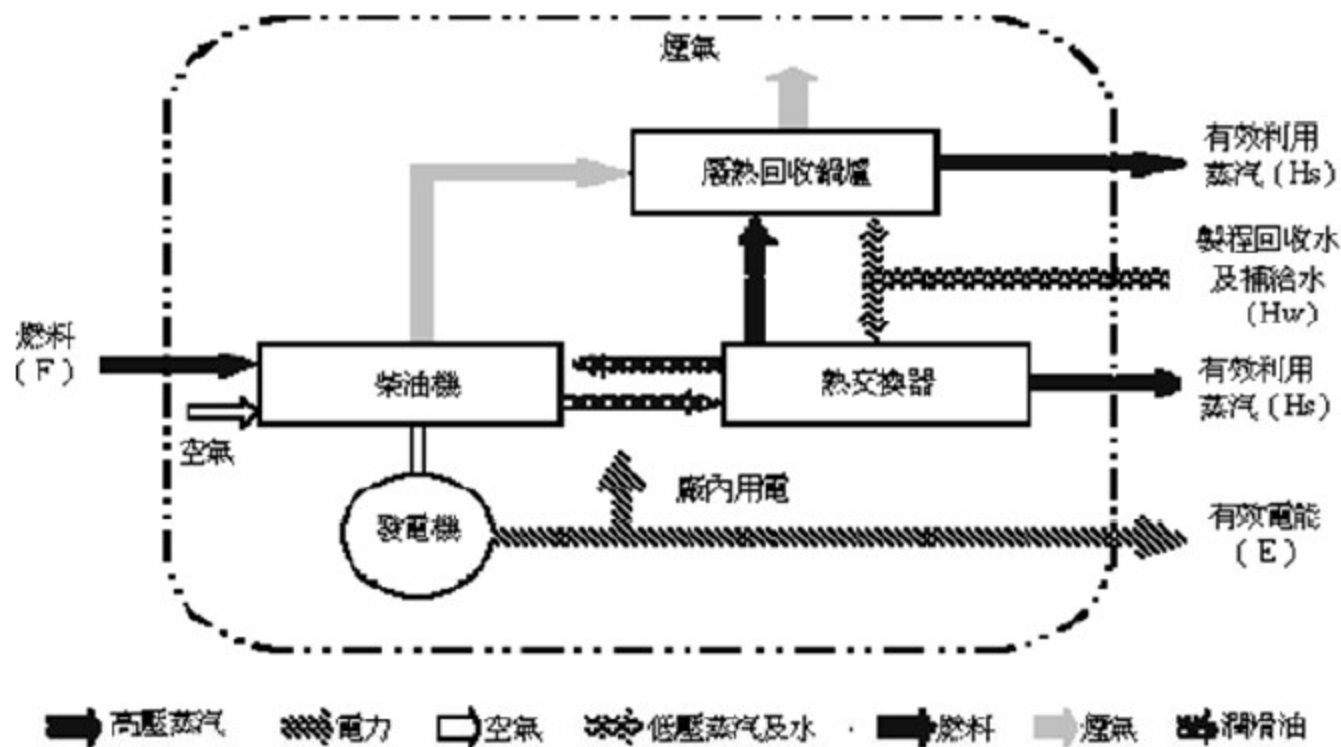 煙氣
廢熱回收鍋爐
有效利用
蒸汽(Hs)
製程回收水
及補給水
(Hw)
燃料
(F)
柴油機
熱交換器
有效利用
蒸汽(Hs)
空氣
廠內用電
發電機
有效電能
(E)
高壓蒸汽
電力
空氣
低壓蒸汽及水
燃料
煙氣
潤滑油